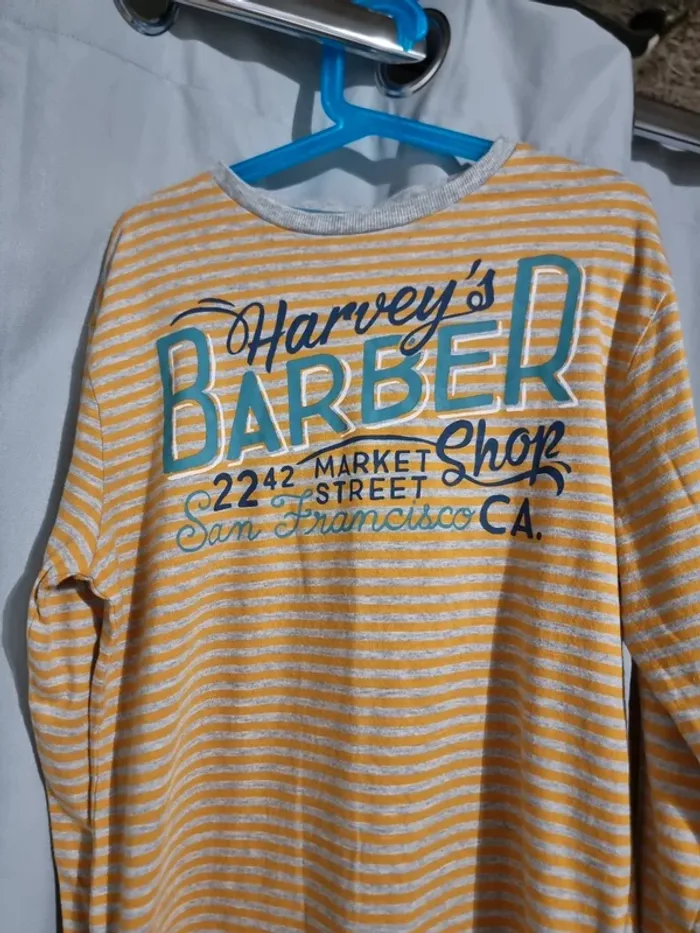 Harvey's
BARBER
Shop
2242 MARKET STREET
San Francisco CA.